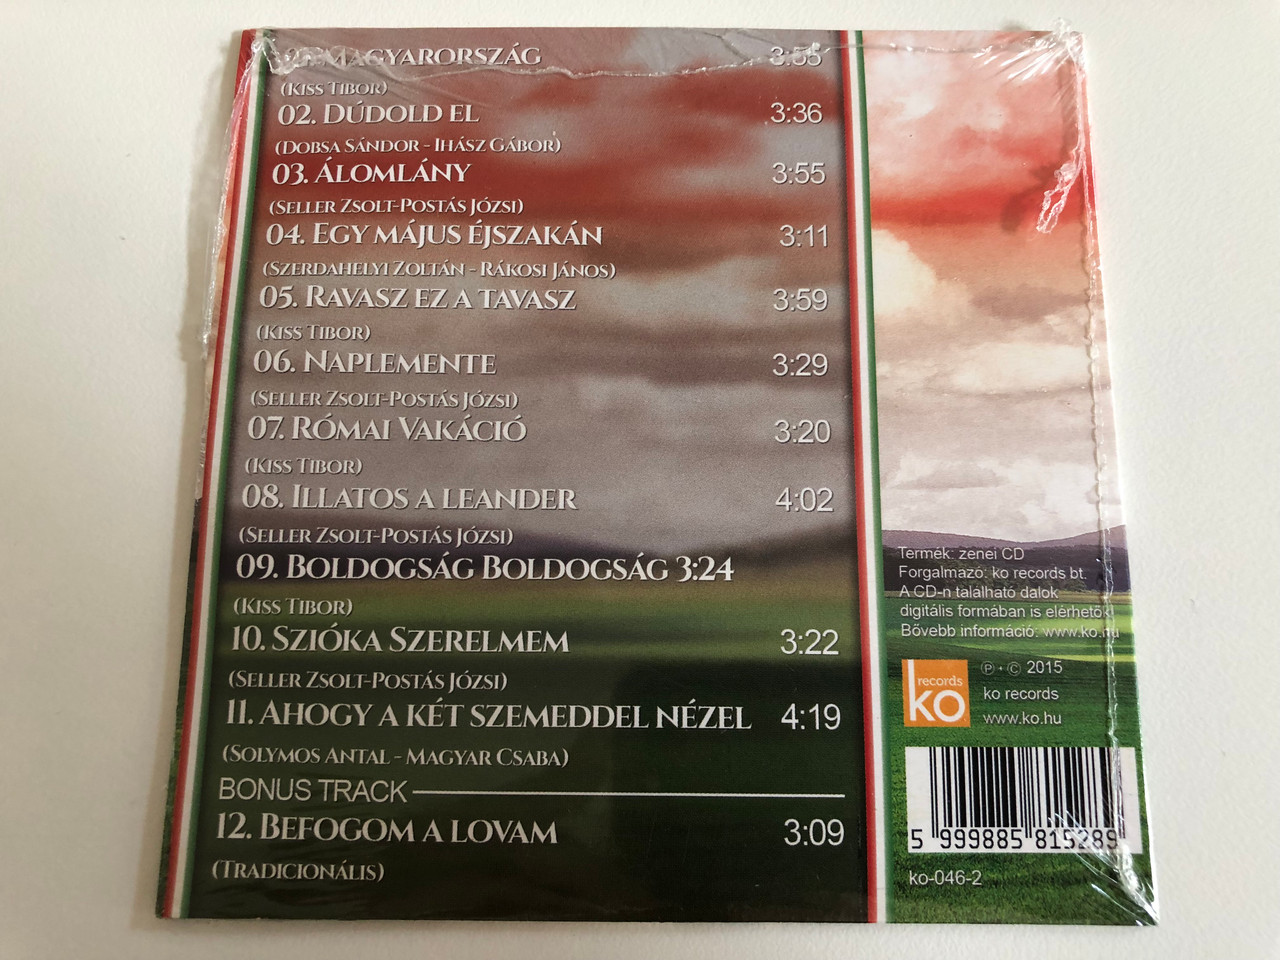 01. Magyarország 3:55
(Kiss Tibor)
02. Dúdold el 3:36
(Dobsa Sándor - Ihász Gábor)
03. Álomlány 3:55
(Seller Zsolt-Postás Józsi)
04. Egy május éjszakán 3:11
(Szerdahelyi Zoltán - Rákosi János)
05. Ravasz ez a tavasz 3:59
(Kiss Tibor)
06. Naplemente 3:29
(Seller Zsolt-Postás Józsi)
07. Római Vakáció 3:20
(Kiss Tibor)
08. Illatos a leander 4:02
(Seller Zsolt-Postás Józsi)
09. Boldogság Boldogság 3:24
(Kiss Tibor)
10. Szióka Szerelmem 3:22
(Seller Zsolt-Postás Józsi)
11. Ahogy a két szemeddel nézel 4:19
(Solymos Antal - Magyar Csaba)
BONUS TRACK
12. Befogom a lovam 3:09
(Tradicionális)
Termék: zenei CD
Forgalmazó: ko records bt.
A CD-n található dalok
digitális formában is elérhetők!
Bővebb információ: www.ko.hu
records
ko
Ⓟ • © 2015
ko records
www.ko.hu
5 999885 815289
ko-046-2